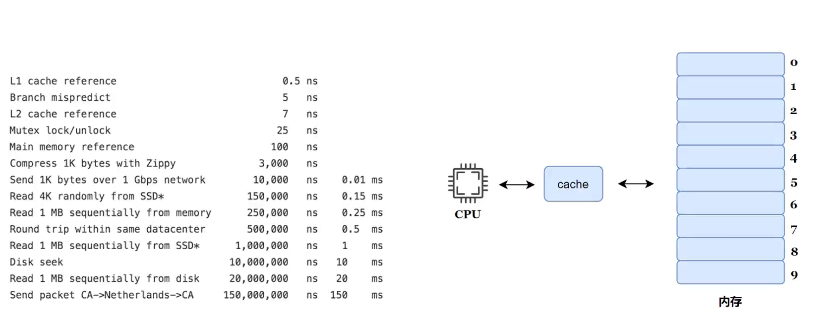 L1 cache reference 0.5 ns
Branch mispredict 5 ns
L2 cache reference 7 ns
Mutex lock/unlock 25 ns
Main memory reference 100 ns
Compress 1K bytes with Zippy 3,000 ns
Send 1K bytes over 1 Gbps network 10,000 ns 0.01 ms
Read 4K randomly from SSD* 150,000 ns 0.15 ms
Read 1 MB sequentially from memory 250,000 ns 0.25 ms
Round trip within same datacenter 500,000 ns 0.5 ms
Read 1 MB sequentially from SSD* 1,000,000 ns 1 ms
Disk seek 10,000,000 ns 10 ms
Read 1 MB sequentially from disk 20,000,000 ns 20 ms
Send packet CA->Netherlands->CA 150,000,000 ns 150 ms
CPU
cache
0
1
2
3
4
5
6
7
8
9
内存